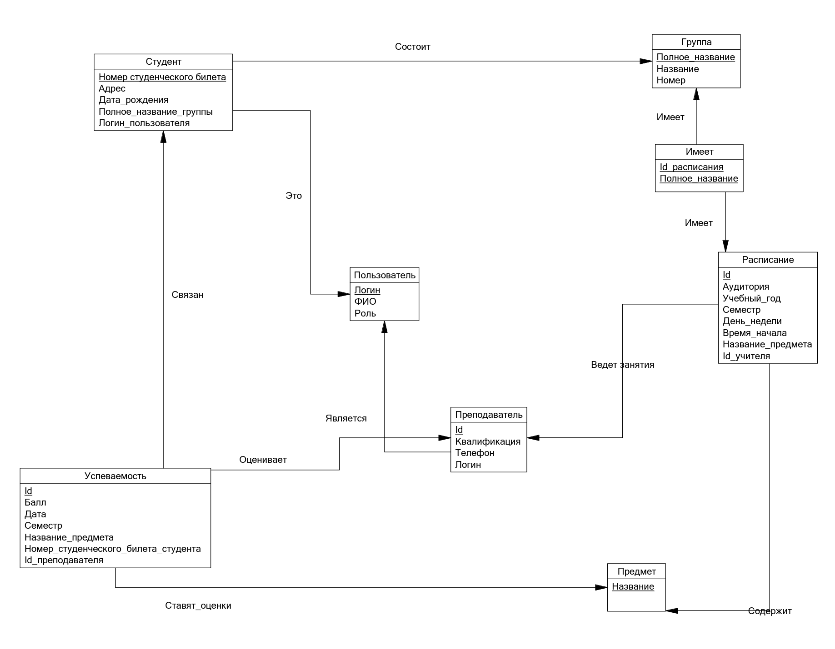 Состоит
Студент
Номер студенческого билета
Адрес
Дата_рождения
Полное_название_группы
Логин_пользователя
Группа
Полное_название
Название
Номер
Имеет
Имеет
Id_расписания
Полное_название
Это
Имеет
Расписание
Id
Аудитория
Учебный_год
Семестр
День_недели
Время_начала
Название_предмета
Id_учителя
Пользователь
Логин
ФИО
Роль
Связан
Ведет занятия
Является
Преподаватель
Id
Квалификация
Телефон
Логин
Оценивает
Успеваемость
Id
Балл
Дата
Семестр
Название_предмета
Номер_студенческого_билета_студента
Id_преподавателя
Предмет
Название
Ставят_оценки
Содержит